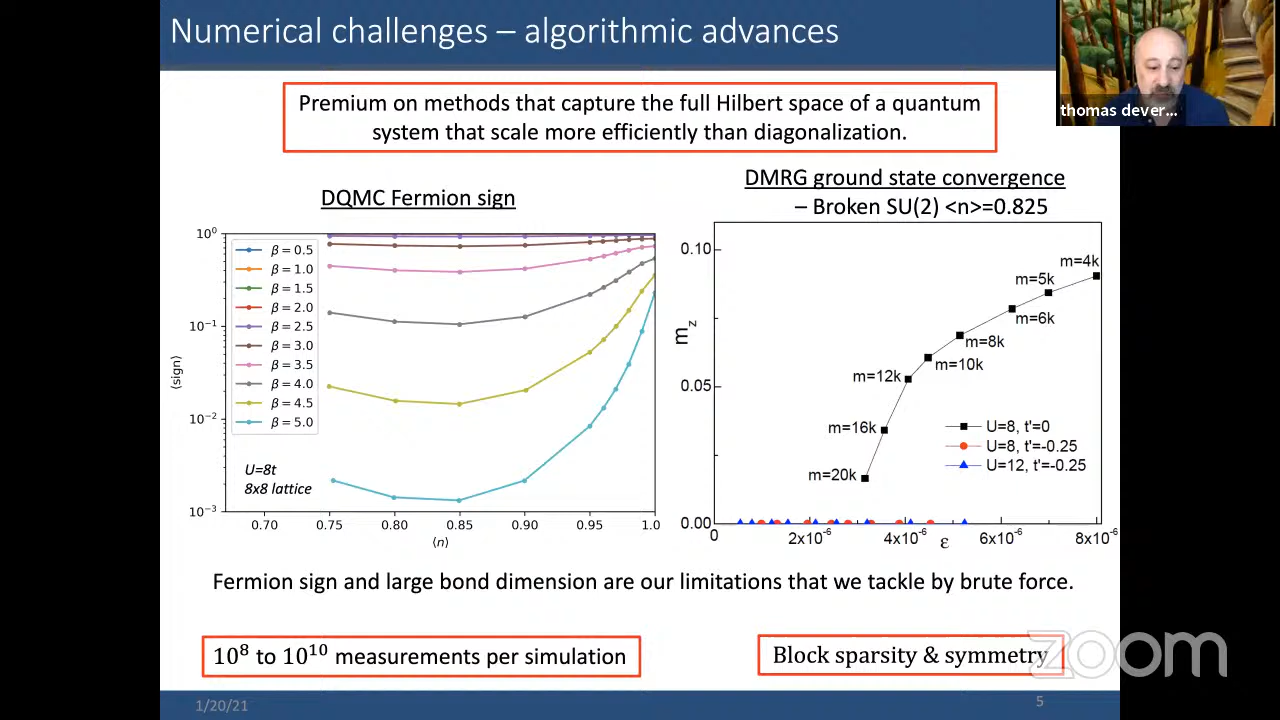 Numerical challenges – algorithmic advances
thomas dever...
Premium on methods that capture the full Hilbert space of a quantum
system that scale more efficiently than diagonalization.
DQMC Fermion sign
10⁰
10⁻¹
10⁻²
10⁻³
⟨sign⟩
β = 0.5
β = 1.0
β = 1.5
β = 2.0
β = 2.5
β = 3.0
β = 3.5
β = 4.0
β = 4.5
β = 5.0
U=8t
8x8 lattice
0.70 0.75 0.80 0.85 0.90 0.95 1.0
⟨n⟩
DMRG ground state convergence
– Broken SU(2) <n>=0.825
0.10
0.05
0.00
m_z
m=4k
m=5k
m=6k
m=8k
m=10k
m=12k
m=16k
m=20k
U=8, t'=0
U=8, t'=-0.25
U=12, t'=-0.25
0 2x10⁻⁶ 4x10⁻⁶ 6x10⁻⁶ 8x10⁻⁶
ε
Fermion sign and large bond dimension are our limitations that we tackle by brute force.
10⁸ to 10¹⁰ measurements per simulation
Block sparsity & symmetry
zoom
1/20/21
5